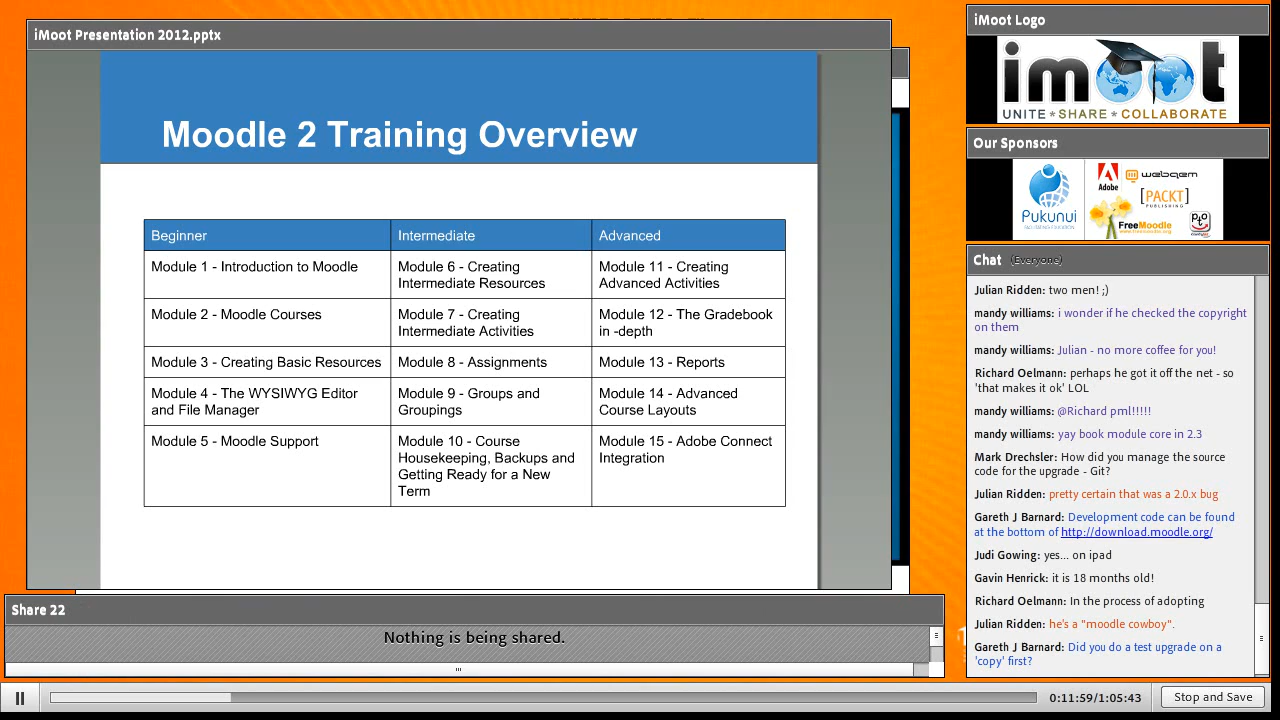 iMoot Presentation 2012.pptx
Moodle 2 Training Overview
Beginner
Intermediate
Advanced
Module 1 - Introduction to Moodle
Module 6 - Creating
Intermediate Resources
Module 11 - Creating
Advanced Activities
Module 2 - Moodle Courses
Module 7 - Creating
Intermediate Activities
Module 12 - The Gradebook
in -depth
Module 3 - Creating Basic Resources
Module 8 - Assignments
Module 13 - Reports
Module 4 - The WYSIWYG Editor
and File Manager
Module 9 - Groups and
Groupings
Module 14 - Advanced
Course Layouts
Module 5 - Moodle Support
Module 10 - Course
Housekeeping, Backups and
Getting Ready for a New
Term
Module 15 - Adobe Connect
Integration
Share 22
Nothing is being shared.
iMoot Logo
imoot
UNITE * SHARE * COLLABORATE
Our Sponsors
Pukunui
Adobe
webqem
[PACKT]
PUBLISHING
FreeMoodle
Chat (Everyone)
Julian Ridden: two men! ;)
mandy williams: i wonder if he checked the copyright
on them
mandy williams: Julian - no more coffee for you!
Richard Oelmann: perhaps he got it off the net - so
'that makes it ok' LOL
mandy williams: @Richard pml!!!!!
mandy williams: yay book module core in 2.3
Mark Drechsler: How did you manage the source
code for the upgrade - Git?
Julian Ridden: pretty certain that was a 2.0.x bug
Gareth J Barnard: Development code can be found
at the bottom of http://download.moodle.org/
Judi Gowing: yes... on ipad
Gavin Henrick: it is 18 months old!
Richard Oelmann: In the process of adopting
Julian Ridden: he's a "moodle cowboy".
Gareth J Barnard: Did you do a test upgrade on a
'copy' first?
0:11:59/1:05:43
Stop and Save